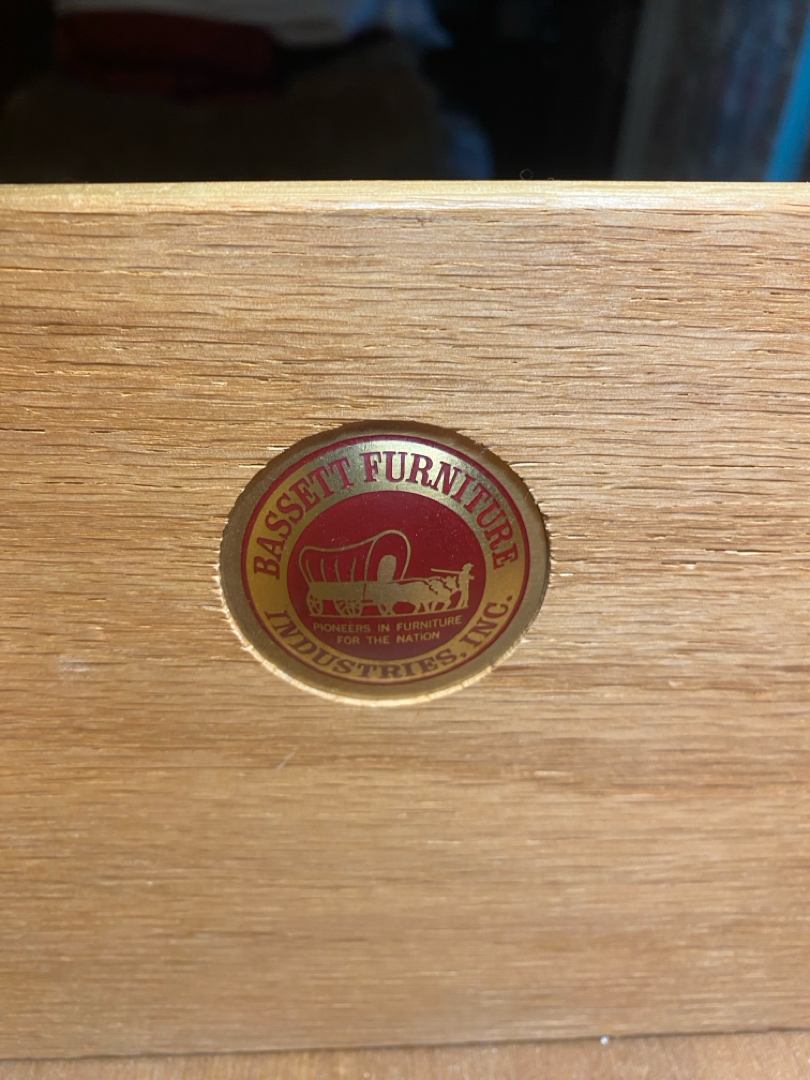 BASSETT FURNITURE
PIONEERS IN FURNITURE
FOR THE NATION
INDUSTRIES, INC.